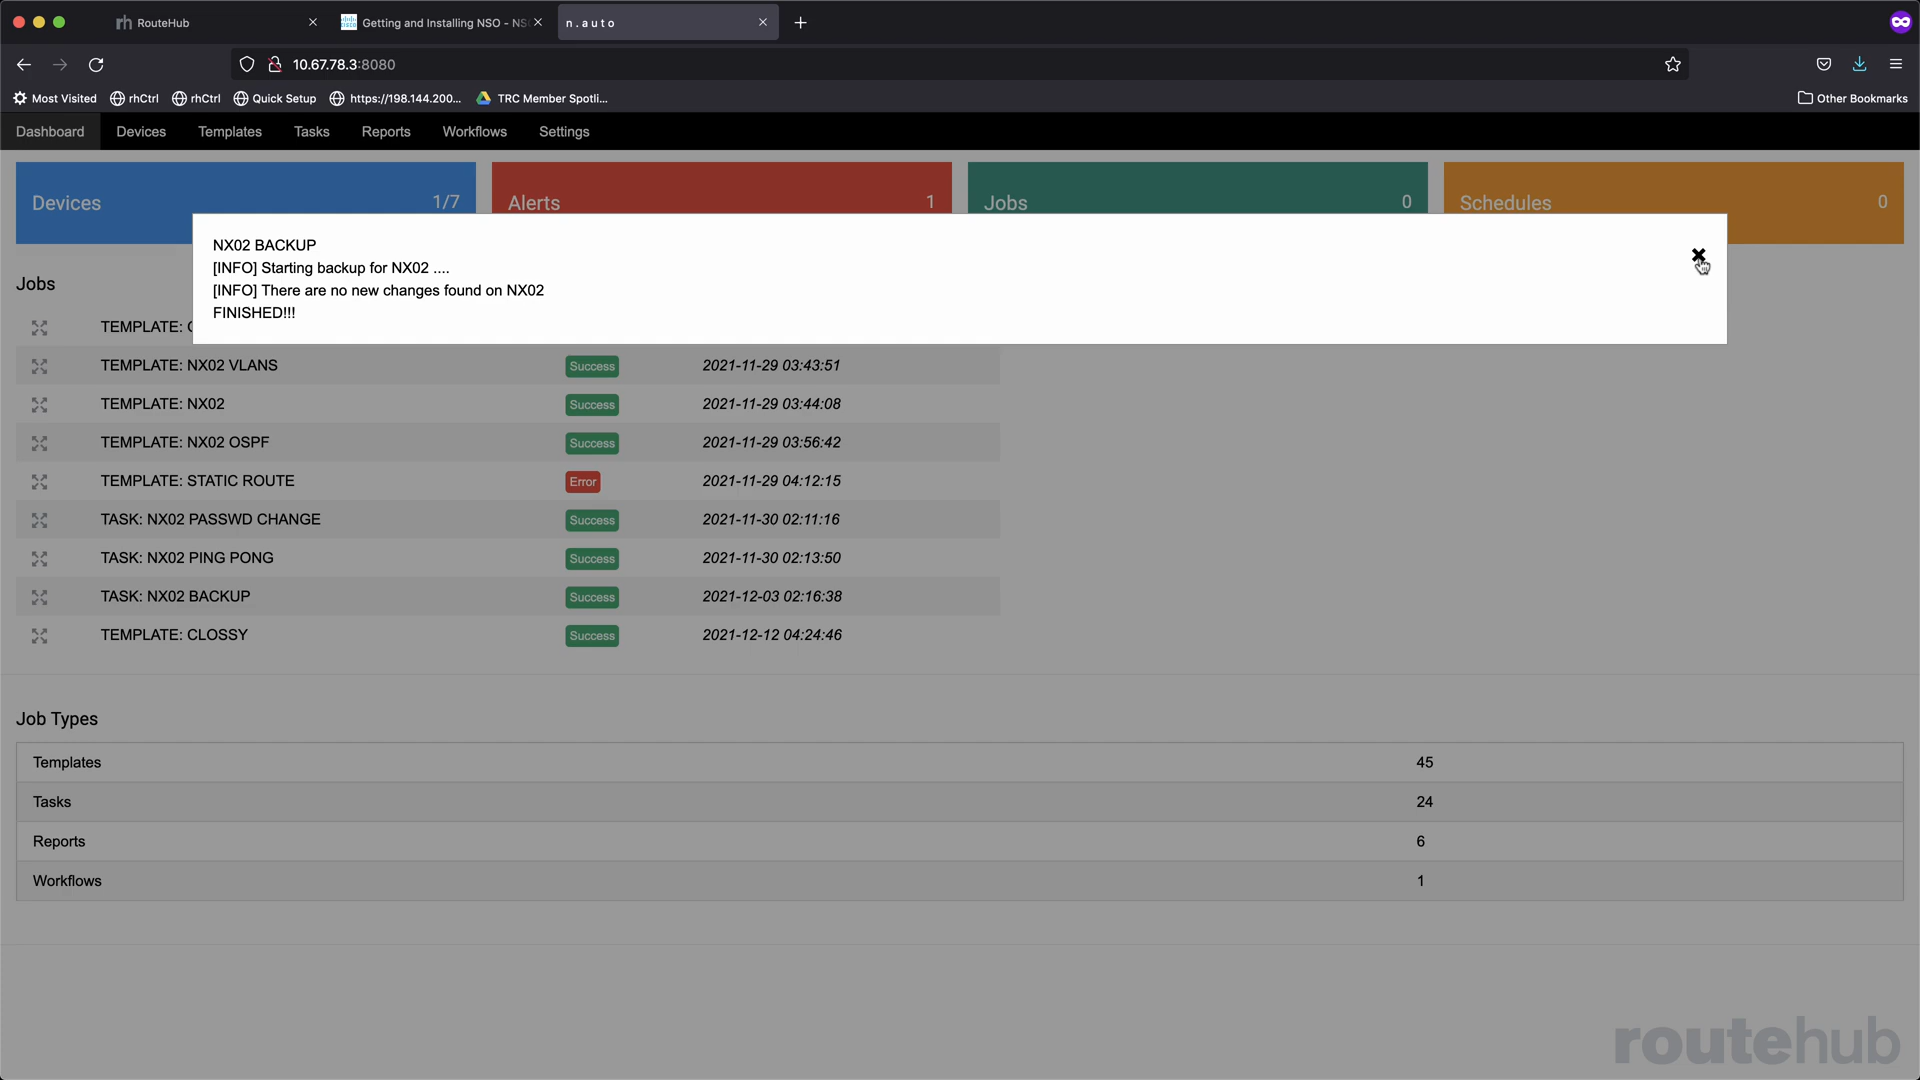 RouteHub
Getting and Installing NSO - NS
n.auto
10.67.78.3:8080
Most Visited
rhCtrl
rhCtrl
Quick Setup
https://198.144.200...
TRC Member Spotli...
Other Bookmarks
Dashboard
Devices
Templates
Tasks
Reports
Workflows
Settings
Devices 1/7
Alerts 1
Jobs 0
Schedules 0
NX02 BACKUP
[INFO] Starting backup for NX02 ....
[INFO] There are no new changes found on NX02
FINISHED!!!
Jobs
TEMPLATE:
TEMPLATE: NX02 VLANS Success 2021-11-29 03:43:51
TEMPLATE: NX02 Success 2021-11-29 03:44:08
TEMPLATE: NX02 OSPF Success 2021-11-29 03:56:42
TEMPLATE: STATIC ROUTE Error 2021-11-29 04:12:15
TASK: NX02 PASSWD CHANGE Success 2021-11-30 02:11:16
TASK: NX02 PING PONG Success 2021-11-30 02:13:50
TASK: NX02 BACKUP Success 2021-12-03 02:16:38
TEMPLATE: CLOSSY Success 2021-12-12 04:24:46
Job Types
Templates 45
Tasks 24
Reports 6
Workflows 1
routehub